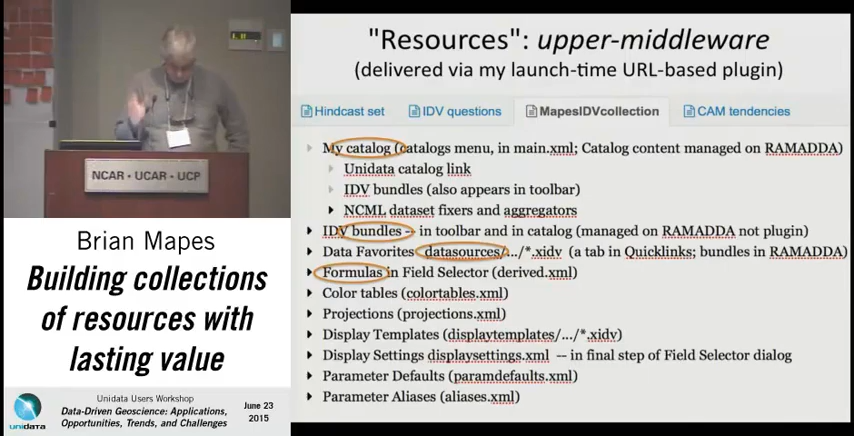 "Resources": upper-middleware
(delivered via my launch-time URL-based plugin)
Hindcast set
IDV questions
MapesIDVcollection
CAM tendencies
My catalog (catalogs menu, in main.xml; Catalog content managed on RAMADDA)
Unidata catalog link
IDV bundles (also appears in toolbar)
NCML dataset fixers and aggregators
IDV bundles -- in toolbar and in catalog (managed on RAMADDA not plugin)
Data Favorites datasources/.../*.xidv (a tab in Quicklinks; bundles in RAMADDA)
Formulas in Field Selector (derived.xml)
Color tables (colortables.xml)
Projections (projections.xml)
Display Templates (displaytemplates/.../*.xidv)
Display Settings displaysettings.xml -- in final step of Field Selector dialog
Parameter Defaults (paramdefaults.xml)
Parameter Aliases (aliases.xml)
NCAR • UCAR • UCP
Brian Mapes
Building collections
of resources with
lasting value
unidata
Unidata Users Workshop
Data-Driven Geoscience: Applications,
Opportunities, Trends, and Challenges
June 23
2015